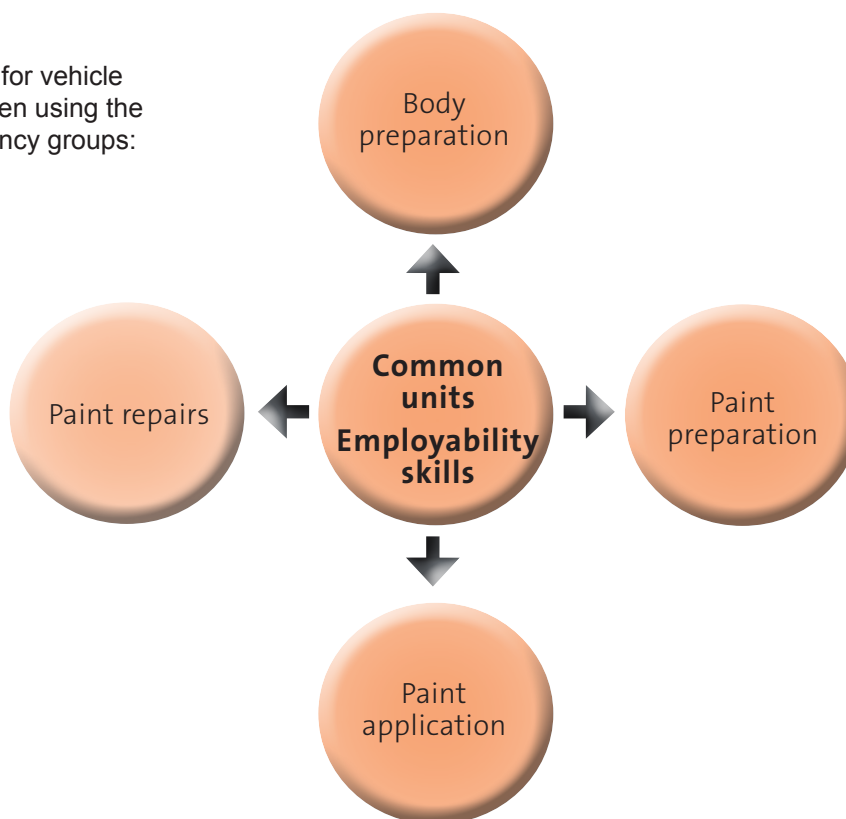 for vehicle
en using the
ncy groups:
Body
preparation
Paint repairs
Common
units
Employability
skills
Paint
preparation
Paint
application